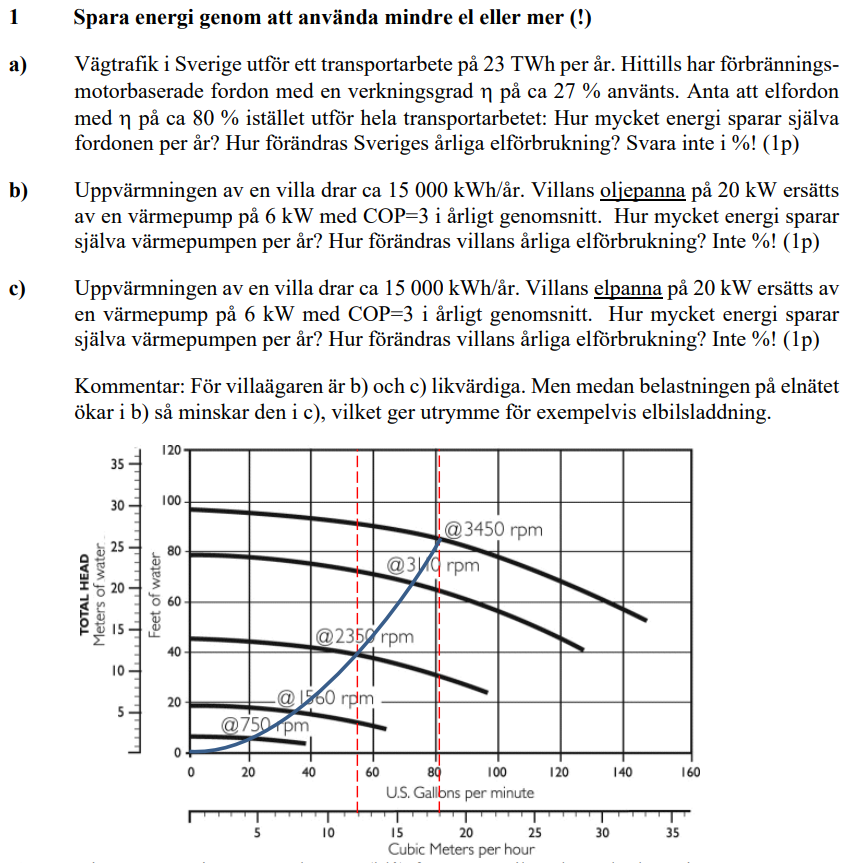 1 Spara energi genom att använda mindre el eller mer (!)
a) Vägtrafik i Sverige utför ett transportarbete på 23 TWh per år. Hittills har förbrännings-
motorbaserade fordon med en verkningsgrad η på ca 27 % använts. Anta att elfordon
med η på ca 80 % istället utför hela transportarbetet: Hur mycket energi sparar själva
fordonen per år? Hur förändras Sveriges årliga elförbrukning? Svara inte i %! (1p)
b) Uppvärmningen av en villa drar ca 15 000 kWh/år. Villans oljepanna på 20 kW ersätts
av en värmepump på 6 kW med COP=3 i årligt genomsnitt. Hur mycket energi sparar
själva värmepumpen per år? Hur förändras villans årliga elförbrukning? Inte %! (1p)
c) Uppvärmningen av en villa drar ca 15 000 kWh/år. Villans elpanna på 20 kW ersätts av
en värmepump på 6 kW med COP=3 i årligt genomsnitt. Hur mycket energi sparar
själva värmepumpen per år? Hur förändras villans årliga elförbrukning? Inte %! (1p)
Kommentar: För villaägaren är b) och c) likvärdiga. Men medan belastningen på elnätet
ökar i b) så minskar den i c), vilket ger utrymme för exempelvis elbilsladdning.
TOTAL HEAD
Meters of water
35
30
25
20
15
10
5
Feet of water
120
100
80
60
40
20
0
@3450 rpm
@3110 rpm
@2350 rpm
@1560 rpm
@750 rpm
0 20 40 60 80 100 120 140 160
U.S. Gallons per minute
5 10 15 20 25 30 35
Cubic Meters per hour